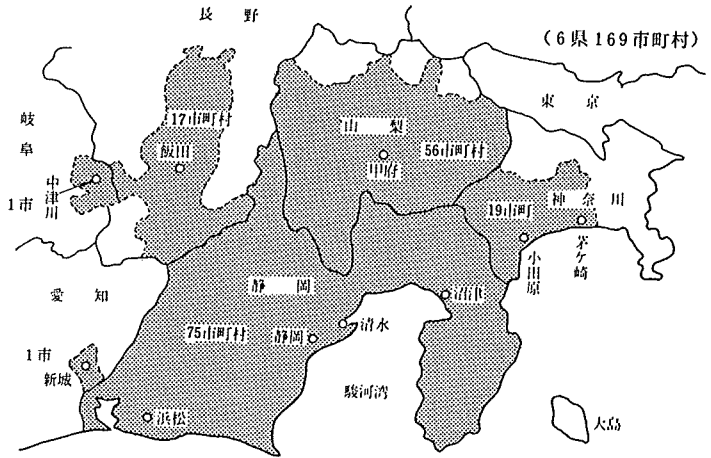 長野
(6県169市町村)
東京
岐阜
17市町村
飯田
山梨
56市町村
甲府
中津川
1市
19市町
神奈川
小田原
茅ケ崎
愛知
静岡
沼津
清水
75市町村
静岡
1市
新城
駿河湾
浜松
大島